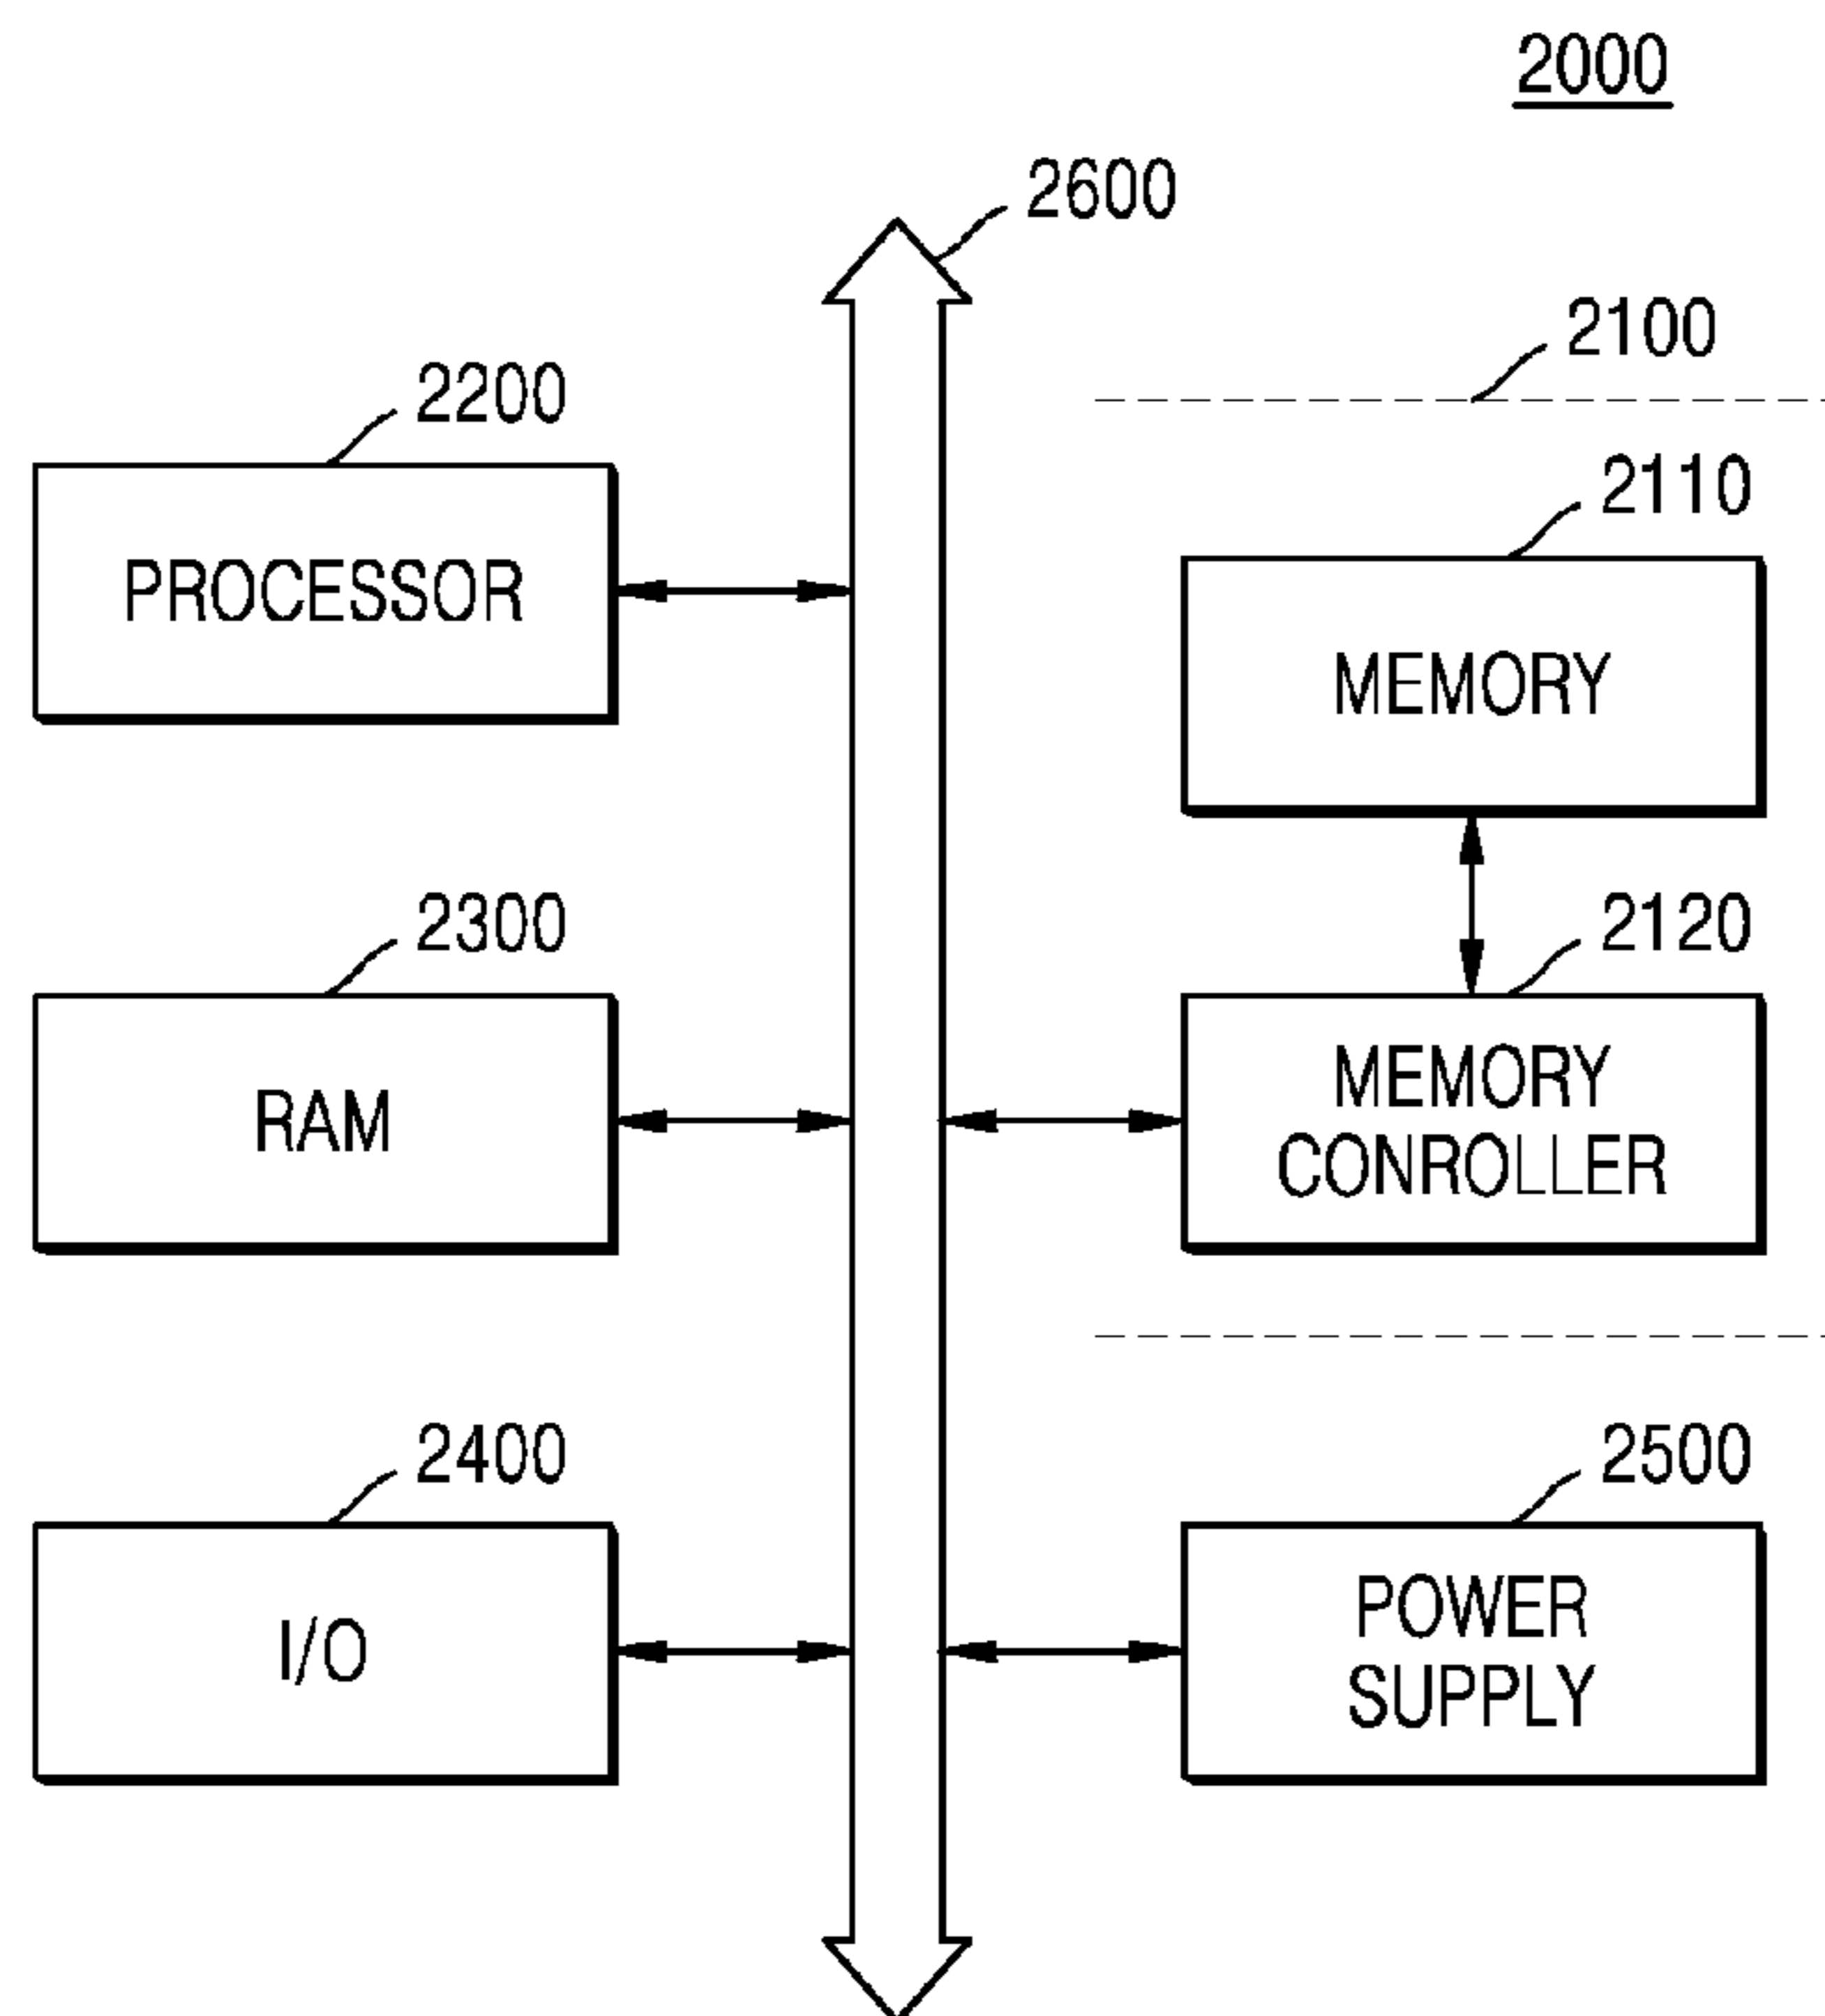 2000
2600
2100
2200
PROCESSOR
2110
MEMORY
2300
RAM
2120
MEMORY
CONROLLER
2400
I/O
2500
POWER
SUPPLY